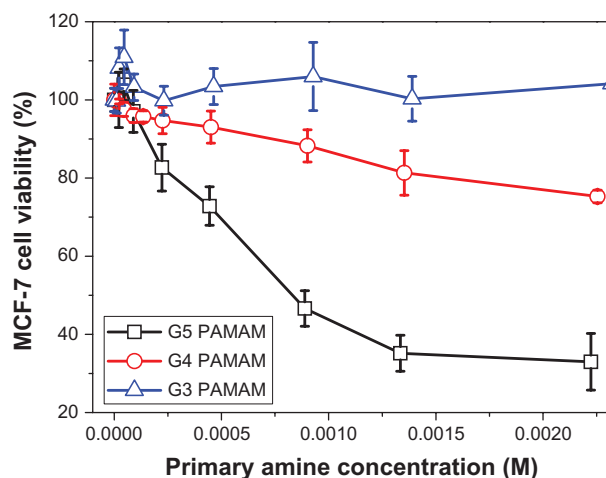 120
100
80
60
40
20
MCF-7 cell viability (%)
G5 PAMAM
G4 PAMAM
G3 PAMAM
0.0000 0.0005 0.0010 0.0015 0.0020
Primary amine concentration (M)